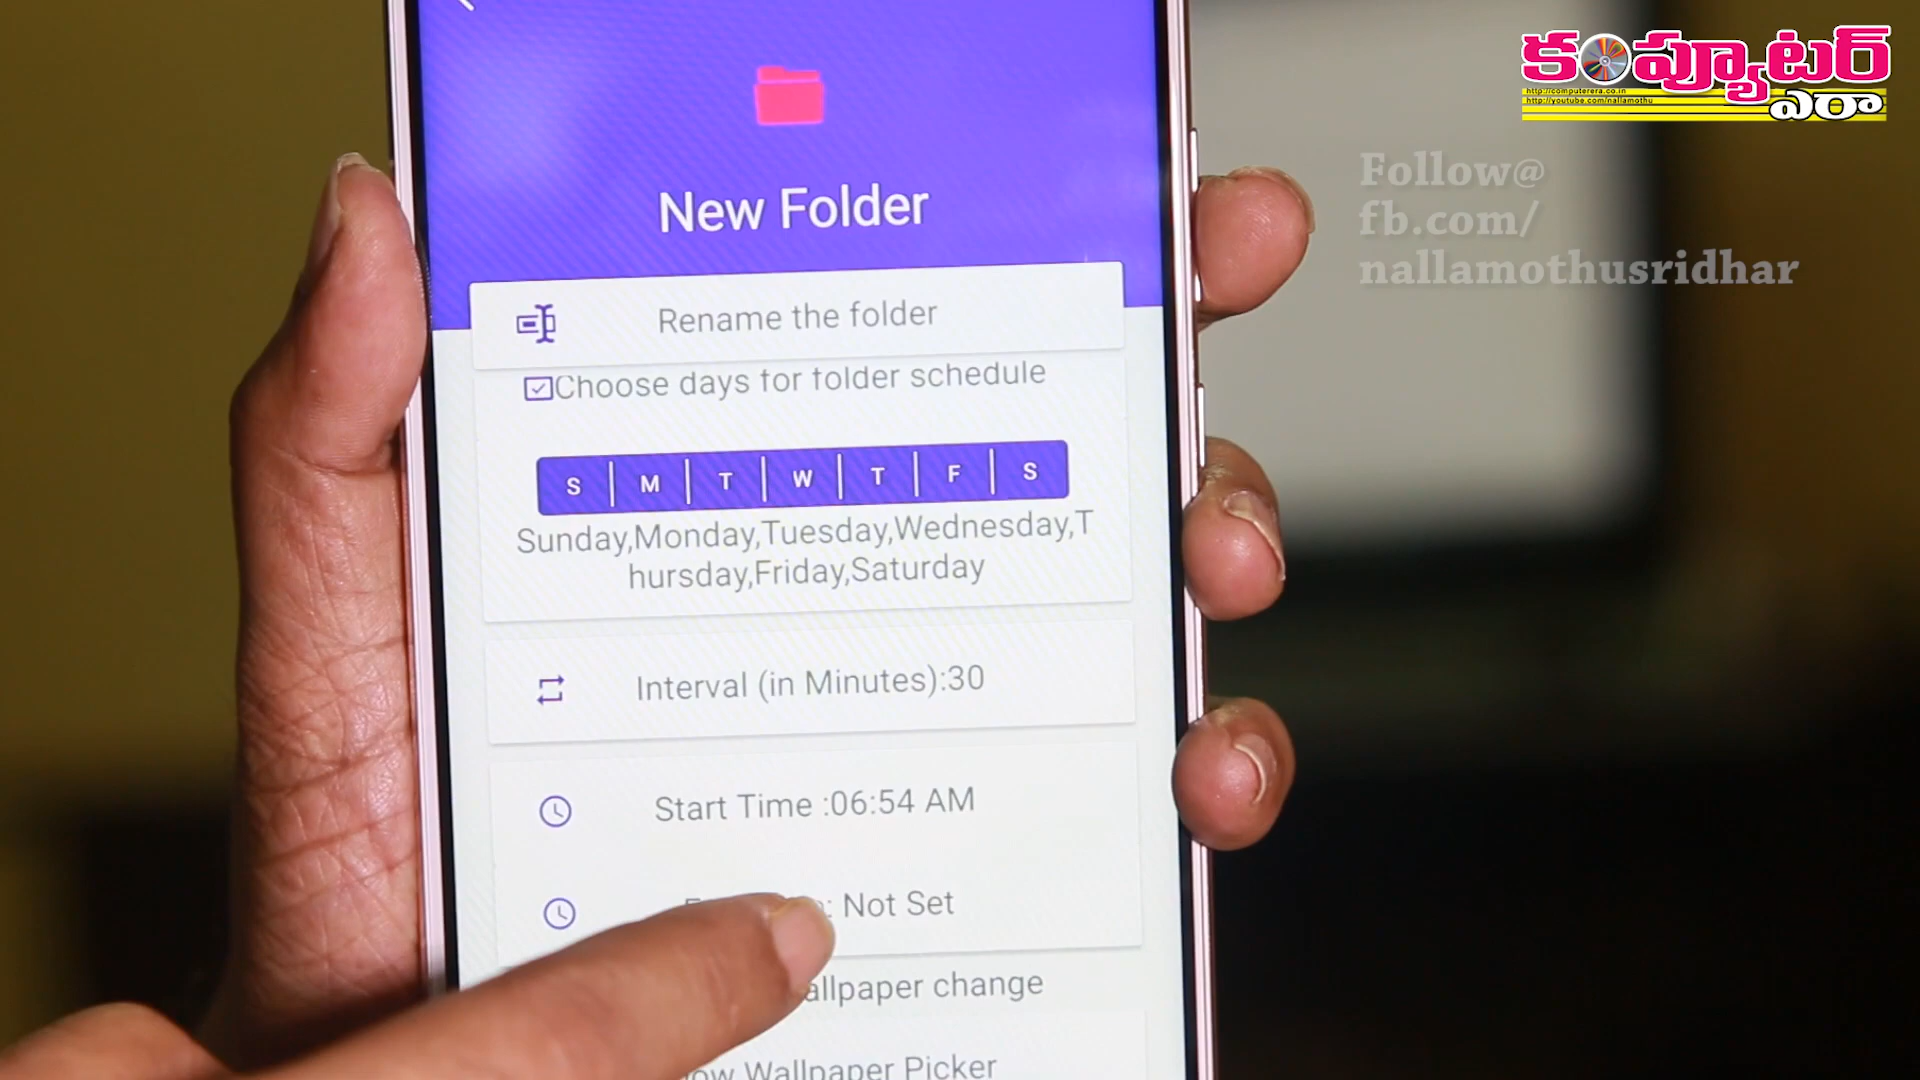 కంప్యూటర్
http://computerera.co.in
http://youtube.com/nallamothu
ఎరా
Follow@
fb.com/
nallamothusridhar
New Folder
Rename the folder
Choose days for folder schedule
S M T W T F S
Sunday,Monday,Tuesday,Wednesday,T
hursday,Friday,Saturday
Interval (in Minutes):30
Start Time :06:54 AM
: Not Set
change
Wallpaper Picker